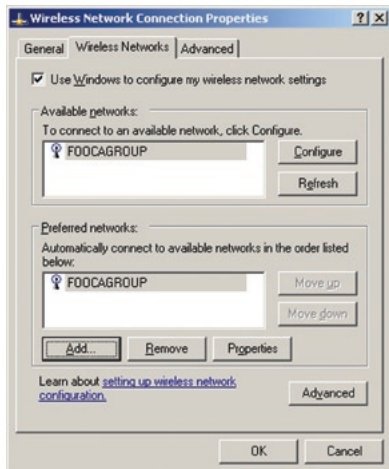 Wireless Network Connection Properties
General
Wireless Networks
Advanced
Use Windows to configure my wireless network settings
Available networks:
To connect to an available network, click Configure.
FOOCAGROUP
Configure
Refresh
Preferred networks:
Automatically connect to available networks in the order listed
below:
FOOCAGROUP
Move up
Move down
Add...
Remove
Properties
Learn about setting up wireless network
configuration.
Advanced
OK
Cancel